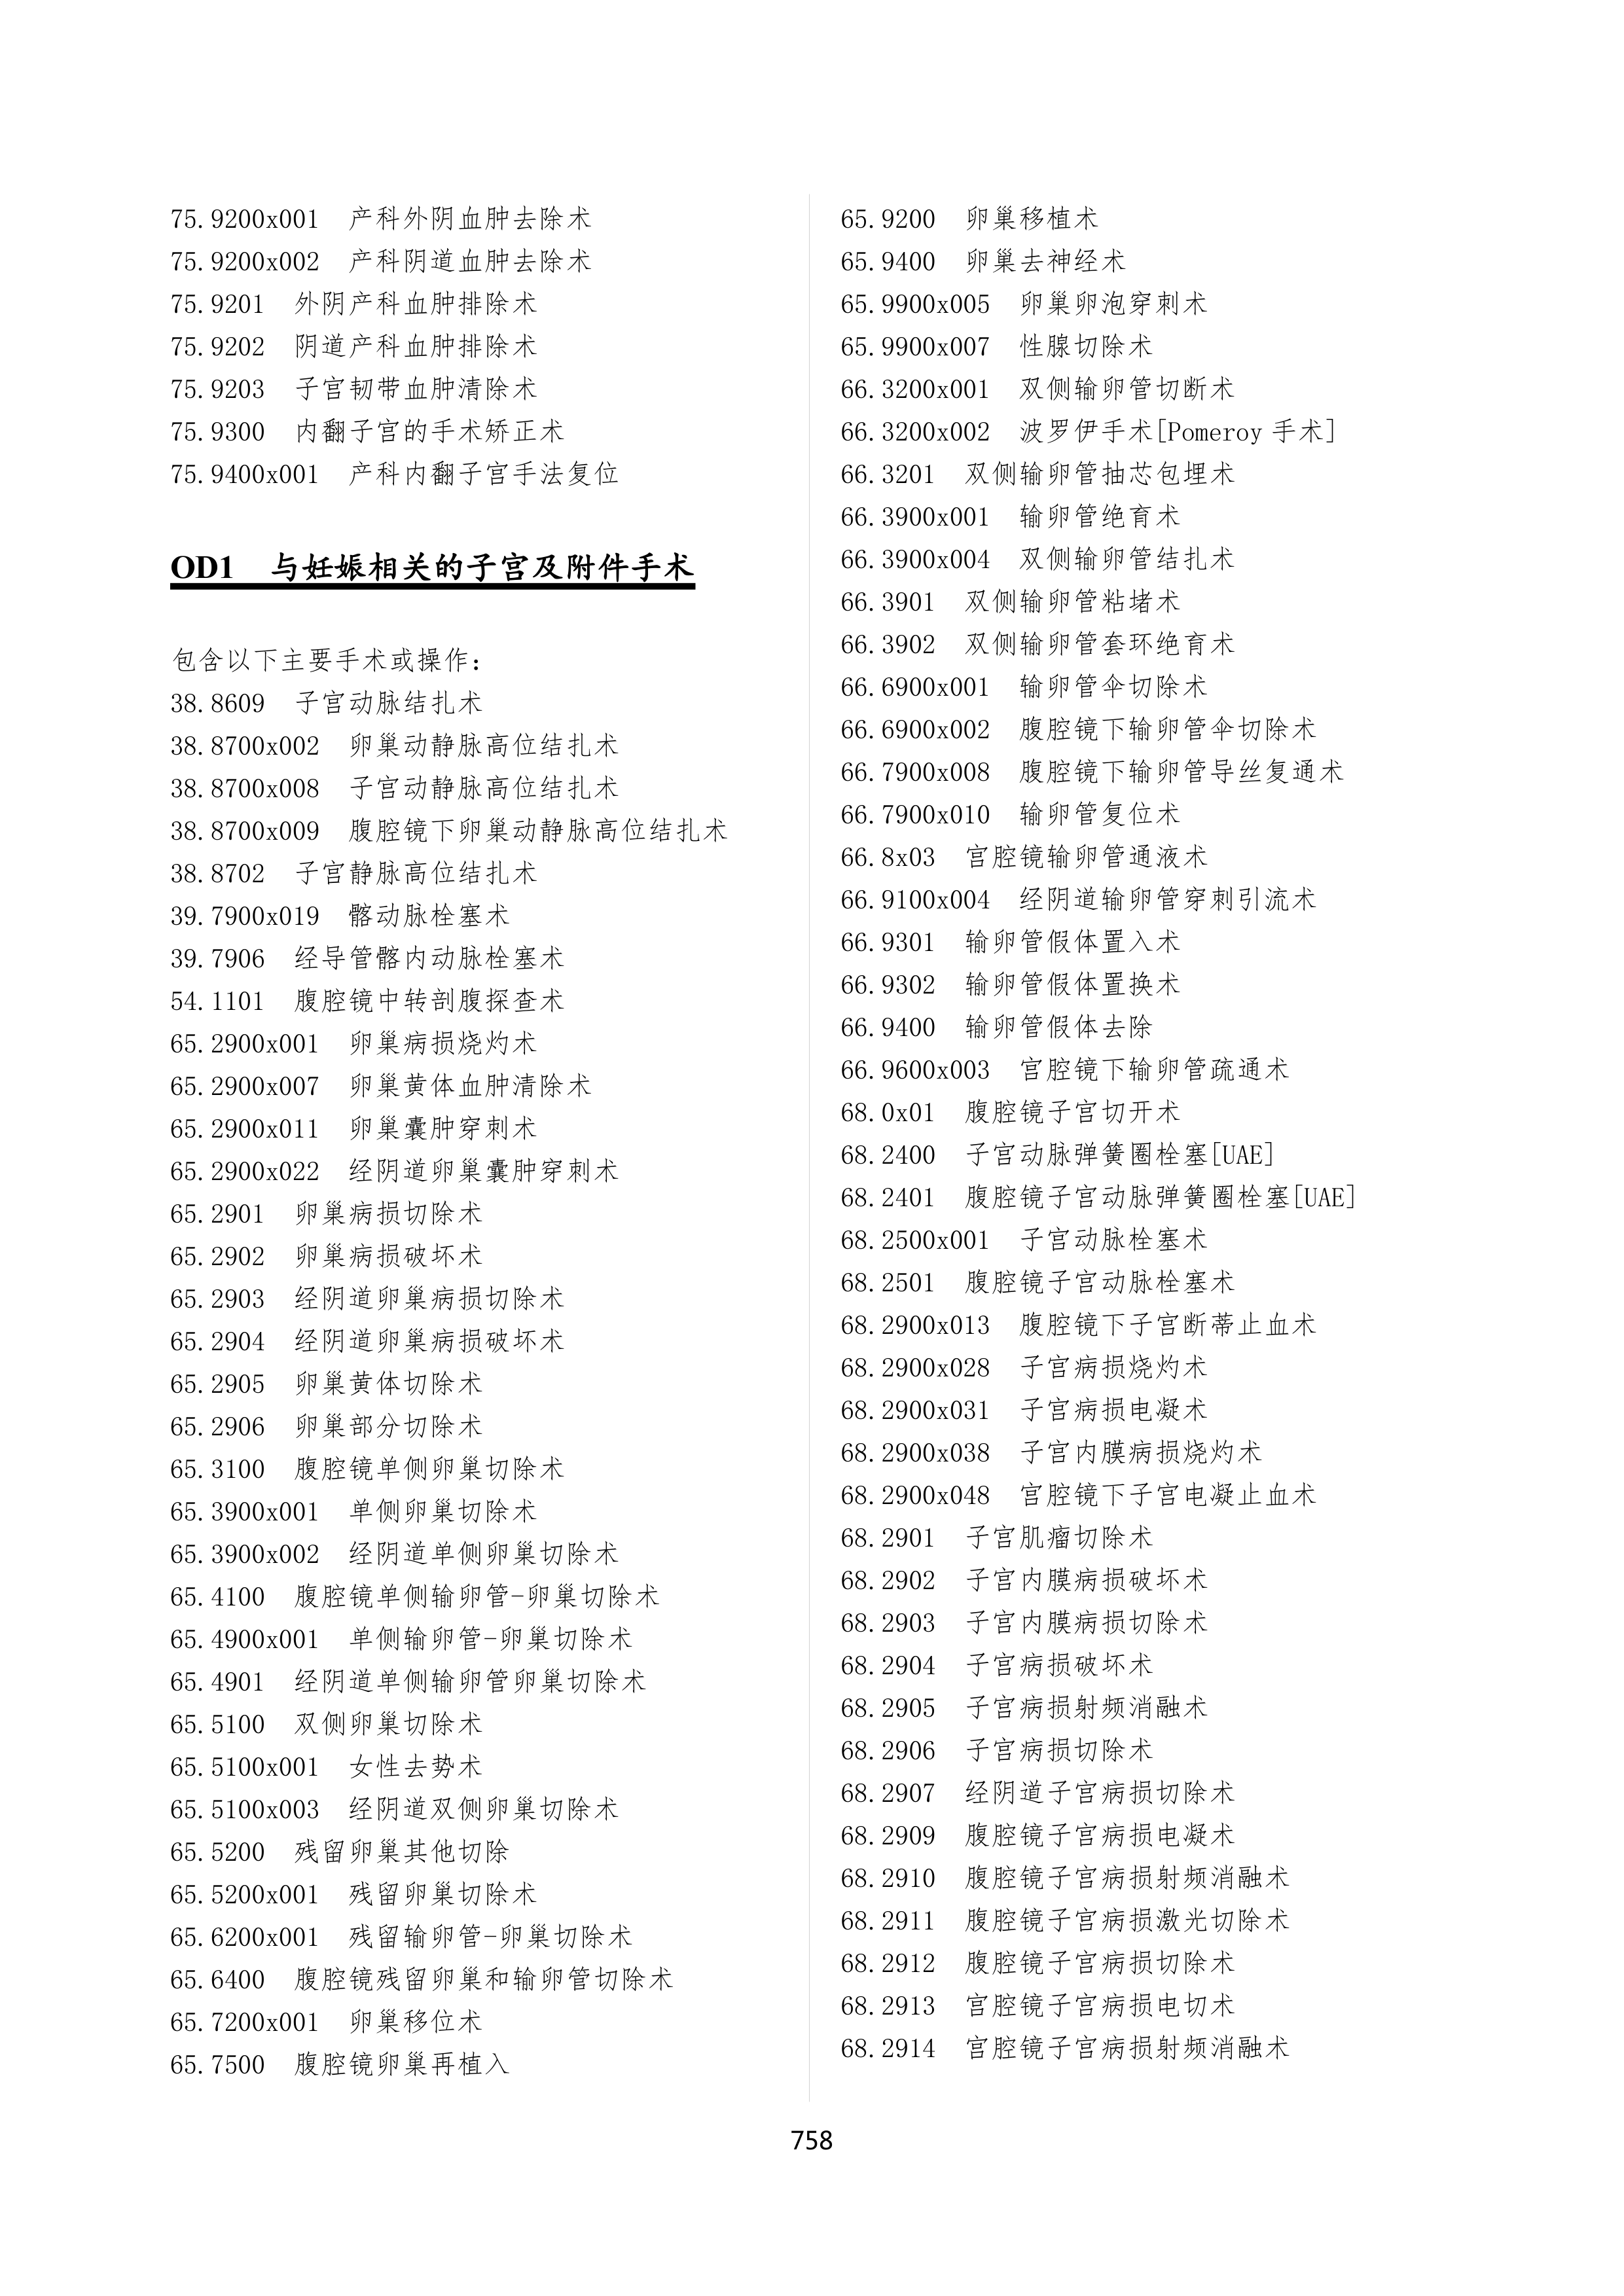 75.9200x001 产科外阴血肿去除术
75.9200x002 产科阴道血肿去除术
75.9201 外阴产科血肿排除术
75.9202 阴道产科血肿排除术
75.9203 子宫韧带血肿清除术
75.9300 内翻子宫的手术矫正术
75.9400x001 产科内翻子宫手法复位
OD1 与妊娠相关的子宫及附件手术
包含以下主要手术或操作:
38.8609 子宫动脉结扎术
38.8700x002 卵巢动静脉高位结扎术
38.8700x008 子宫动静脉高位结扎术
38.8700x009 腹腔镜下卵巢动静脉高位结扎术
38.8702 子宫静脉高位结扎术
39.7900x019 髂动脉栓塞术
39.7906 经导管髂内动脉栓塞术
54.1101 腹腔镜中转剖腹探查术
65.2900x001 卵巢病损烧灼术
65.2900x007 卵巢黄体血肿清除术
65.2900x011 卵巢囊肿穿刺术
65.2900x022 经阴道卵巢囊肿穿刺术
65.2901 卵巢病损切除术
65.2902 卵巢病损破坏术
65.2903 经阴道卵巢病损切除术
65.2904 经阴道卵巢病损破坏术
65.2905 卵巢黄体切除术
65.2906 卵巢部分切除术
65.3100 腹腔镜单侧卵巢切除术
65.3900x001 单侧卵巢切除术
65.3900x002 经阴道单侧卵巢切除术
65.4100 腹腔镜单侧输卵管-卵巢切除术
65.4900x001 单侧输卵管-卵巢切除术
65.4901 经阴道单侧输卵管卵巢切除术
65.5100 双侧卵巢切除术
65.5100x001 女性去势术
65.5100x003 经阴道双侧卵巢切除术
65.5200 残留卵巢其他切除
65.5200x001 残留卵巢切除术
65.6200x001 残留输卵管-卵巢切除术
65.6400 腹腔镜残留卵巢和输卵管切除术
65.7200x001 卵巢移位术
65.7500 腹腔镜卵巢再植入
65.9200 卵巢移植术
65.9400 卵巢去神经术
65.9900x005 卵巢卵泡穿刺术
65.9900x007 性腺切除术
66.3200x001 双侧输卵管切断术
66.3200x002 波罗伊手术[Pomeroy 手术]
66.3201 双侧输卵管抽芯包埋术
66.3900x001 输卵管绝育术
66.3900x004 双侧输卵管结扎术
66.3901 双侧输卵管粘堵术
66.3902 双侧输卵管套环绝育术
66.6900x001 输卵管伞切除术
66.6900x002 腹腔镜下输卵管伞切除术
66.7900x008 腹腔镜下输卵管导丝复通术
66.7900x010 输卵管复位术
66.8x03 宫腔镜输卵管通液术
66.9100x004 经阴道输卵管穿刺引流术
66.9301 输卵管假体置入术
66.9302 输卵管假体置换术
66.9400 输卵管假体去除
66.9600x003 宫腔镜下输卵管疏通术
68.0x01 腹腔镜子宫切开术
68.2400 子宫动脉弹簧圈栓塞[UAE]
68.2401 腹腔镜子宫动脉弹簧圈栓塞[UAE]
68.2500x001 子宫动脉栓塞术
68.2501 腹腔镜子宫动脉栓塞术
68.2900x013 腹腔镜下子宫断蒂止血术
68.2900x028 子宫病损烧灼术
68.2900x031 子宫病损电凝术
68.2900x038 子宫内膜病损烧灼术
68.2900x048 宫腔镜下子宫电凝止血术
68.2901 子宫肌瘤切除术
68.2902 子宫内膜病损破坏术
68.2903 子宫内膜病损切除术
68.2904 子宫病损破坏术
68.2905 子宫病损射频消融术
68.2906 子宫病损切除术
68.2907 经阴道子宫病损切除术
68.2909 腹腔镜子宫病损电凝术
68.2910 腹腔镜子宫病损射频消融术
68.2911 腹腔镜子宫病损激光切除术
68.2912 腹腔镜子宫病损切除术
68.2913 宫腔镜子宫病损电切术
68.2914 宫腔镜子宫病损射频消融术
758